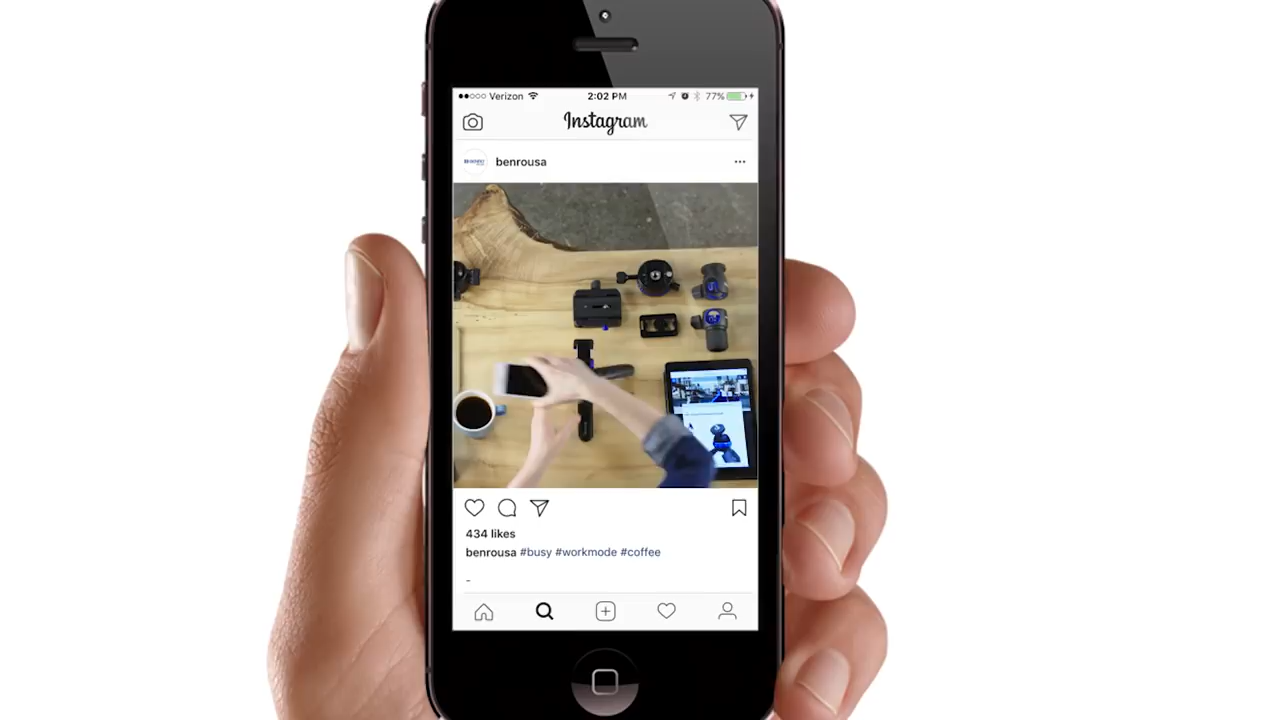 Verizon 2:02 PM 77%
Instagram
benrousa
434 likes
benrousa #busy #workmode #coffee
-